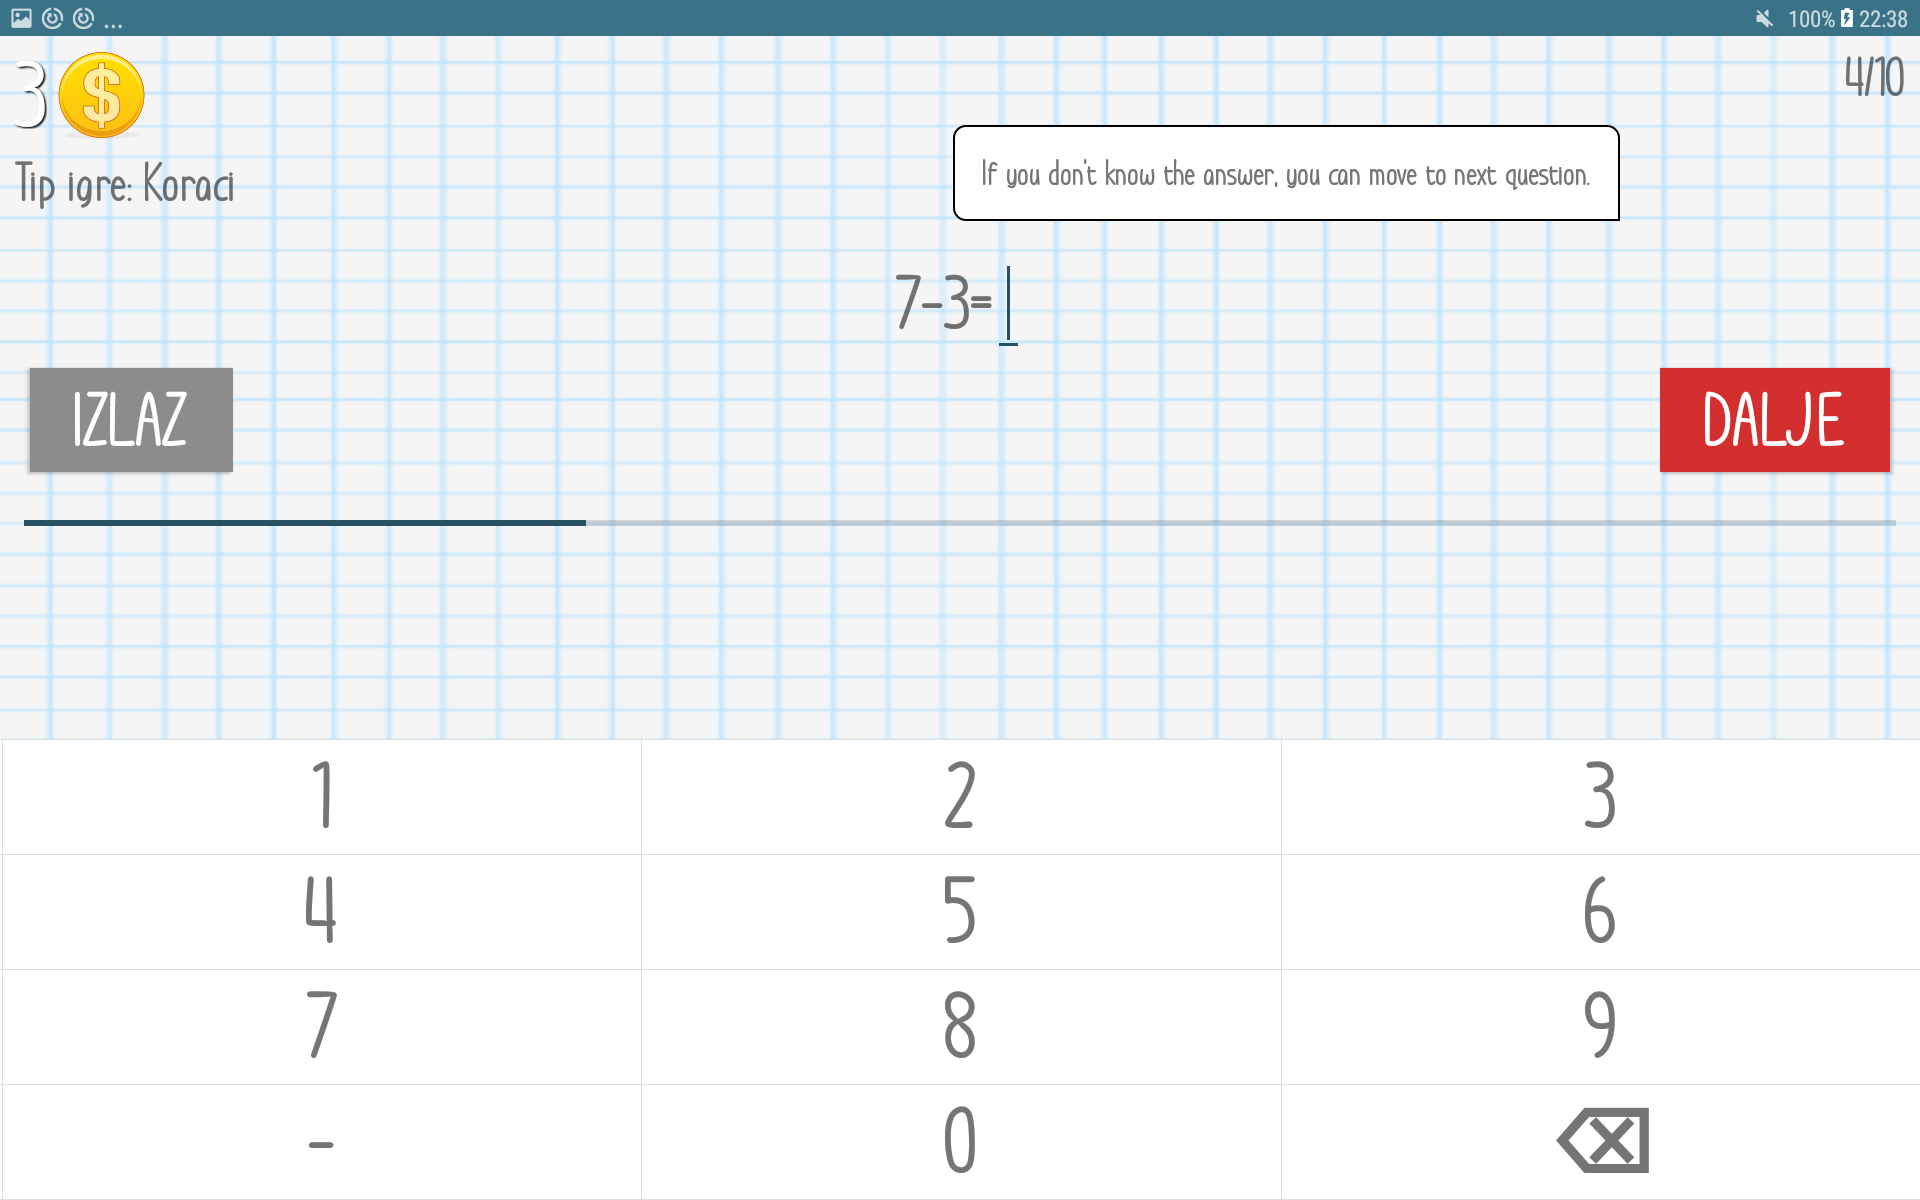 ... 100% 22:38
3 $ 4/10
Tip igre: Koraci
If you don't know the answer, you can move to next question.
7-3=
IZLAZ DALJE
1 2 3
4 5 6
7 8 9
- 0